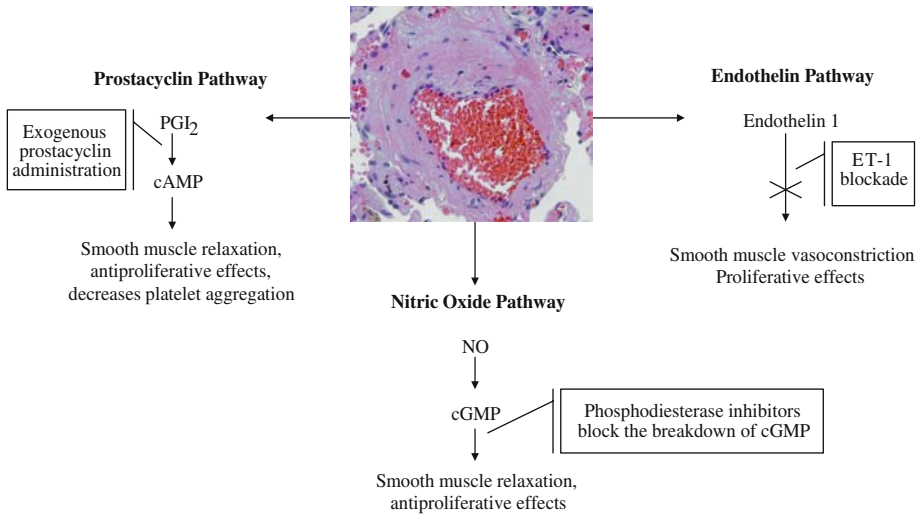 Prostacyclin Pathway
Exogenous
prostacyclin
administration
PGI2
cAMP
Smooth muscle relaxation,
antiproliferative effects,
decreases platelet aggregation
Nitric Oxide Pathway
NO
cGMP
Phosphodiesterase inhibitors
block the breakdown of cGMP
Smooth muscle relaxation,
antiproliferative effects
Endothelin Pathway
Endothelin 1
ET-1
blockade
Smooth muscle vasoconstriction
Proliferative effects